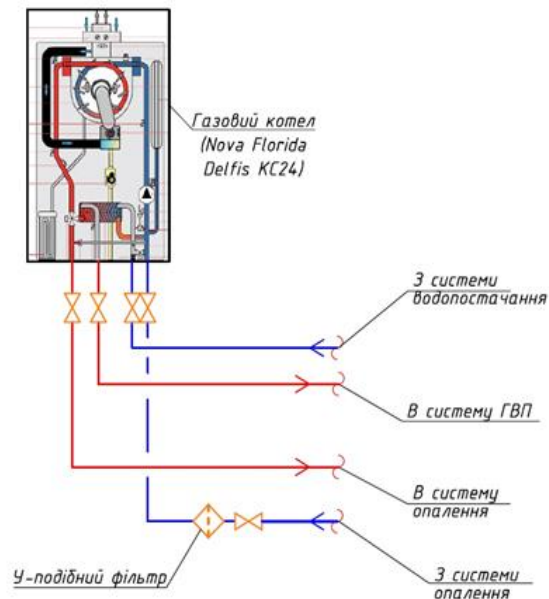 Газовий котел
(Nova Florida
Delfis KC24)
З системи
водопостачання
В систему ГВП
В систему
опалення
У-подібний фільтр
З системи
опалення